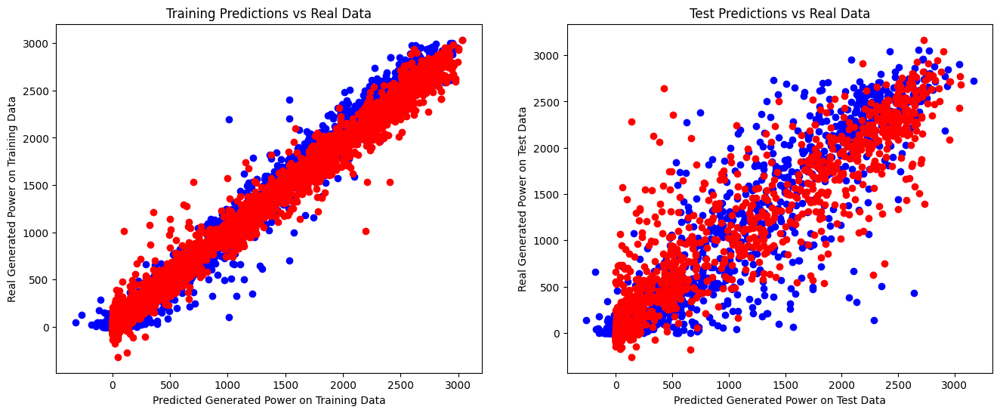 Training Predictions vs Real Data
Real Generated Power on Training Data
3000
2500
2000
1500
1000
500
0
0 500 1000 1500 2000 2500 3000
Predicted Generated Power on Training Data
Test Predictions vs Real Data
Real Generated Power on Test Data
3000
2500
2000
1500
1000
500
0
0 500 1000 1500 2000 2500 3000
Predicted Generated Power on Test Data